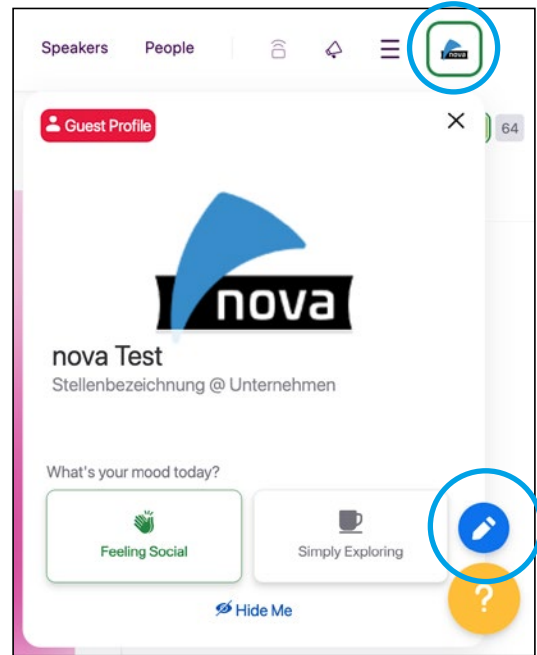 Speakers People
nova
Guest Profile
64
nova
nova Test
Stellenbezeichnung @ Unternehmen
What's your mood today?
Feeling Social Simply Exploring
Hide Me
?